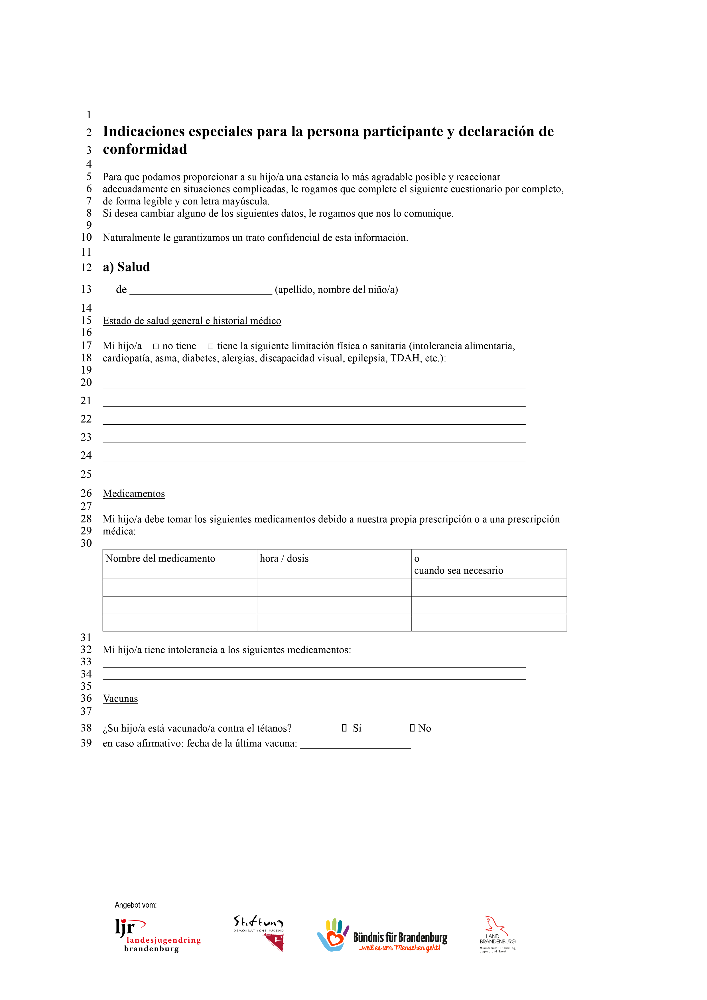 1
2 Indicaciones especiales para la persona participante y declaración de
3 conformidad
4
5 Para que podamos proporcionar a su hijo/a una estancia lo más agradable posible y reaccionar
6 adecuadamente en situaciones complicadas, le rogamos que complete el siguiente cuestionario por completo,
7 de forma legible y con letra mayúscula.
8 Si desea cambiar alguno de los siguientes datos, le rogamos que nos lo comunique.
9
10 Naturalmente le garantizamos un trato confidencial de esta información.
11
12 a) Salud
13 de __________________________ (apellido, nombre del niño/a)
14
15 Estado de salud general e historial médico
16
17 Mi hijo/a □ no tiene □ tiene la siguiente limitación física o sanitaria (intolerancia alimentaria,
18 cardiopatía, asma, diabetes, alergias, discapacidad visual, epilepsia, TDAH, etc.):
19
20
21
22
23
24
25
26 Medicamentos
27
28 Mi hijo/a debe tomar los siguientes medicamentos debido a nuestra propia prescripción o a una prescripción
29 médica:
30
Nombre del medicamento hora / dosis o
cuando sea necesario
31
32 Mi hijo/a tiene intolerancia a los siguientes medicamentos:
33
34
35
36 Vacunas
37
38 ¿Su hijo/a está vacunado/a contra el tétanos? ▯ Sí ▯ No
39 en caso afirmativo: fecha de la última vacuna: ____________________
Angebot vom:
ljr
landesjugendring
brandenburg
Stiftung
DEMOKRATISCHE JUGEND
Bündnis für Brandenburg
...weil es um Menschen geht!
LAND
BRANDENBURG
Ministerium für Bildung,
Jugend und Sport